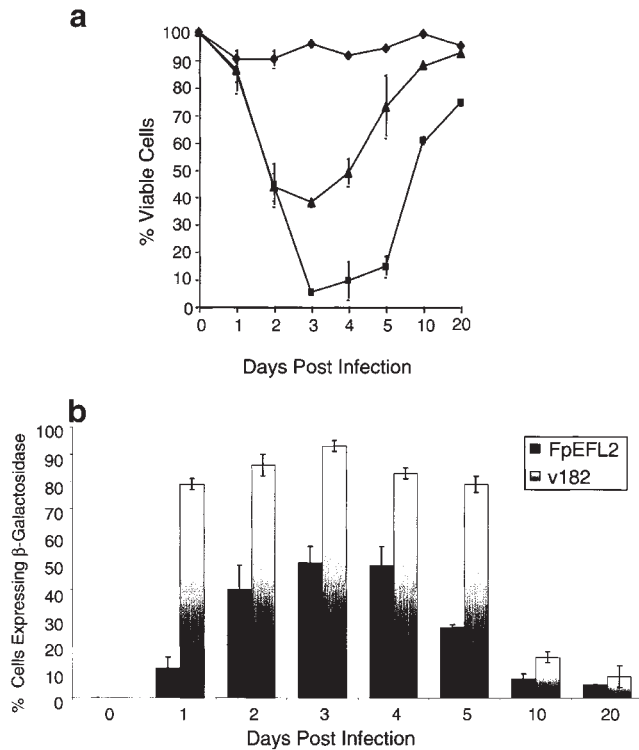 a
% Viable Cells
100
90
80
70
60
50
40
30
20
10
0
0 1 2 3 4 5 10 20
Days Post Infection
b
% Cells Expressing β-Galactosidase
100
90
80
70
60
50
40
30
20
10
0
FpEFL2
v182
0 1 2 3 4 5 10 20
Days Post Infection